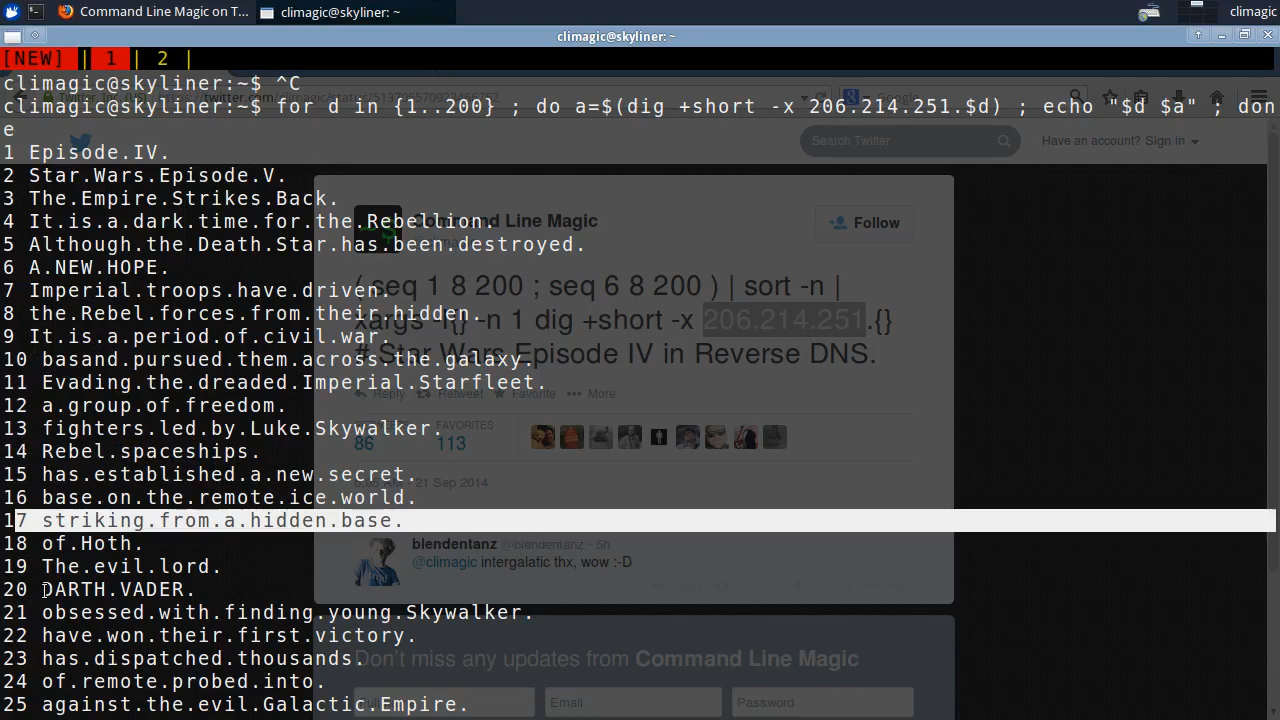 Command Line Magic on T...
climagic@skyliner: ~
climagic
climagic@skyliner: ~
[NEW] | 1 | 2 |
climagic@skyliner:~$ ^C
climagic@skyliner:~$ for d in {1..200} ; do a=$(dig +short -x 206.214.251.$d) ; echo "$d $a" ; don
e
1 Episode.IV.
2 Star.Wars.Episode.V.
3 The.Empire.Strikes.Back.
4 It.is.a.dark.time.for.the.Rebellion.
5 Although.the.Death.Star.has.been.destroyed.
6 A.NEW.HOPE.
7 Imperial.troops.have.driven.
8 the.Rebel.forces.from.their.hidden.
9 It.is.a.period.of.civil.war.
10 basand.pursued.them.across.the.galaxy.
11 Evading.the.dreaded.Imperial.Starfleet.
12 a.group.of.freedom.
13 fighters.led.by.Luke.Skywalker.
14 Rebel.spaceships.
15 has.established.a.new.secret.
16 base.on.the.remote.ice.world.
17 striking.from.a.hidden.base.
18 of.Hoth.
19 The.evil.lord.
20 DARTH.VADER.
21 obsessed.with.finding.young.Skywalker.
22 have.won.their.first.victory.
23 has.dispatched.thousands.
24 of.remote.probed.into.
25 against.the.evil.Galactic.Empire.
Google
Search Twitter
Have an account? Sign in
Command Line Magic
Follow
( seq 1 8 200 ; seq 6 8 200 ) | sort -n |
xargs -I{} -n 1 dig +short -x 206.214.251.{}
# Star Wars Episode IV in Reverse DNS.
Reply Retweet Favorite More
FAVORITES
86 113
21 Sep 2014
blendentanz @blendentanz · 5h
@climagic intergalatic thx, wow :-D
Don't miss any updates from Command Line Magic
Email
Password